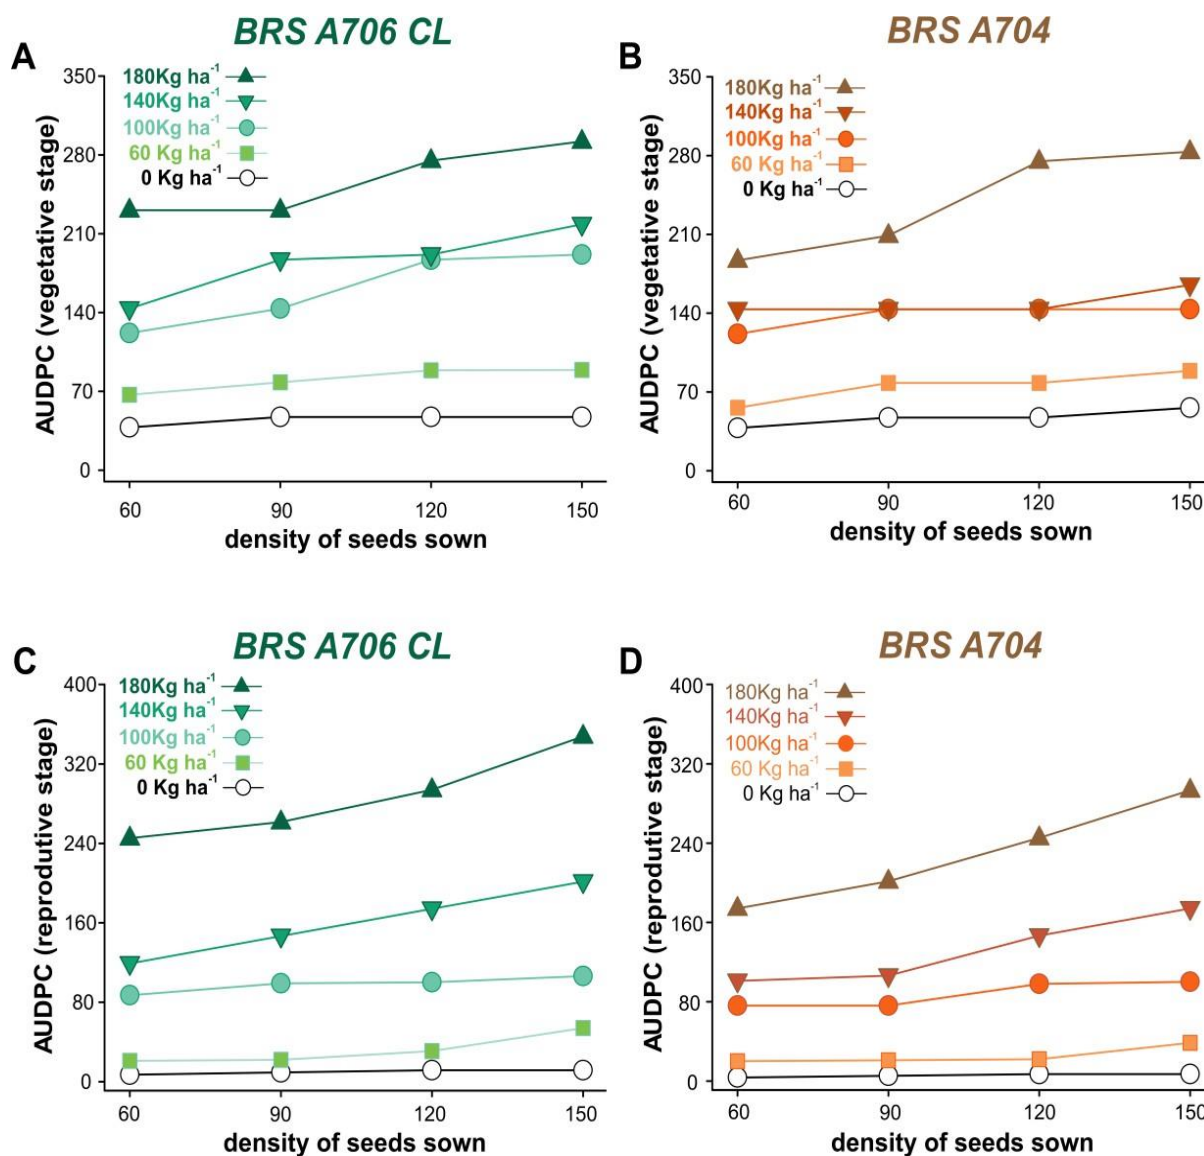 A
BRS A706 CL
350
280
210
140
70
0
AUDPC (vegetative stage)
180Kg ha⁻¹
140Kg ha⁻¹
100Kg ha⁻¹
60 Kg ha⁻¹
0 Kg ha⁻¹
60 90 120 150
density of seeds sown
B
BRS A704
350
280
210
140
70
0
AUDPC (vegetative stage)
180Kg ha⁻¹
140Kg ha⁻¹
100Kg ha⁻¹
60 Kg ha⁻¹
0 Kg ha⁻¹
60 90 120 150
density of seeds sown
C
BRS A706 CL
400
320
240
160
80
0
AUDPC (reprodutive stage)
180Kg ha⁻¹
140Kg ha⁻¹
100Kg ha⁻¹
60 Kg ha⁻¹
0 Kg ha⁻¹
60 90 120 150
density of seeds sown
D
BRS A704
400
320
240
160
80
0
AUDPC (reprodutive stage)
180Kg ha⁻¹
140Kg ha⁻¹
100Kg ha⁻¹
60 Kg ha⁻¹
0 Kg ha⁻¹
60 90 120 150
density of seeds sown